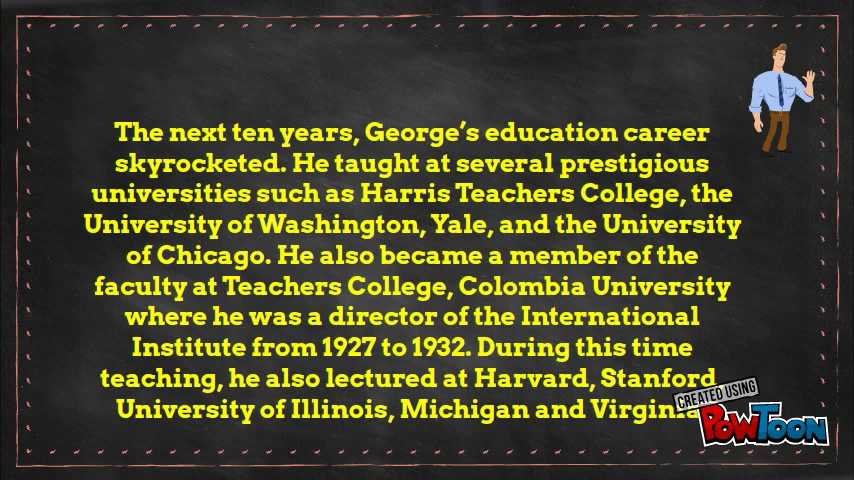 The next ten years, George's education career
skyrocketed. He taught at several prestigious
universities such as Harris Teachers College, the
University of Washington, Yale, and the University
of Chicago. He also became a member of the
faculty at Teachers College, Colombia University
where he was a director of the International
Institute from 1927 to 1932. During this time
teaching, he also lectured at Harvard, Stanford
University of Illinois, Michigan and Virginia
CREATED USING
POWTOON